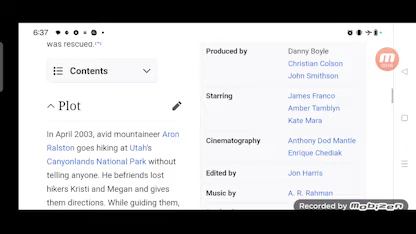 6:37
was rescued.
Contents
Plot
In April 2003, avid mountaineer Aron
Ralston goes hiking at Utah's
Canyonlands National Park without
telling anyone. He befriends lost
hikers Kristi and Megan and gives
them directions. While guiding them,
Produced by Danny Boyle
Christian Colson
John Smithson
Starring James Franco
Amber Tamblyn
Kate Mara
Cinematography Anthony Dod Mantle
Enrique Chediak
Edited by Jon Harris
Music by A. R. Rahman
Recorded by MOBIZEN